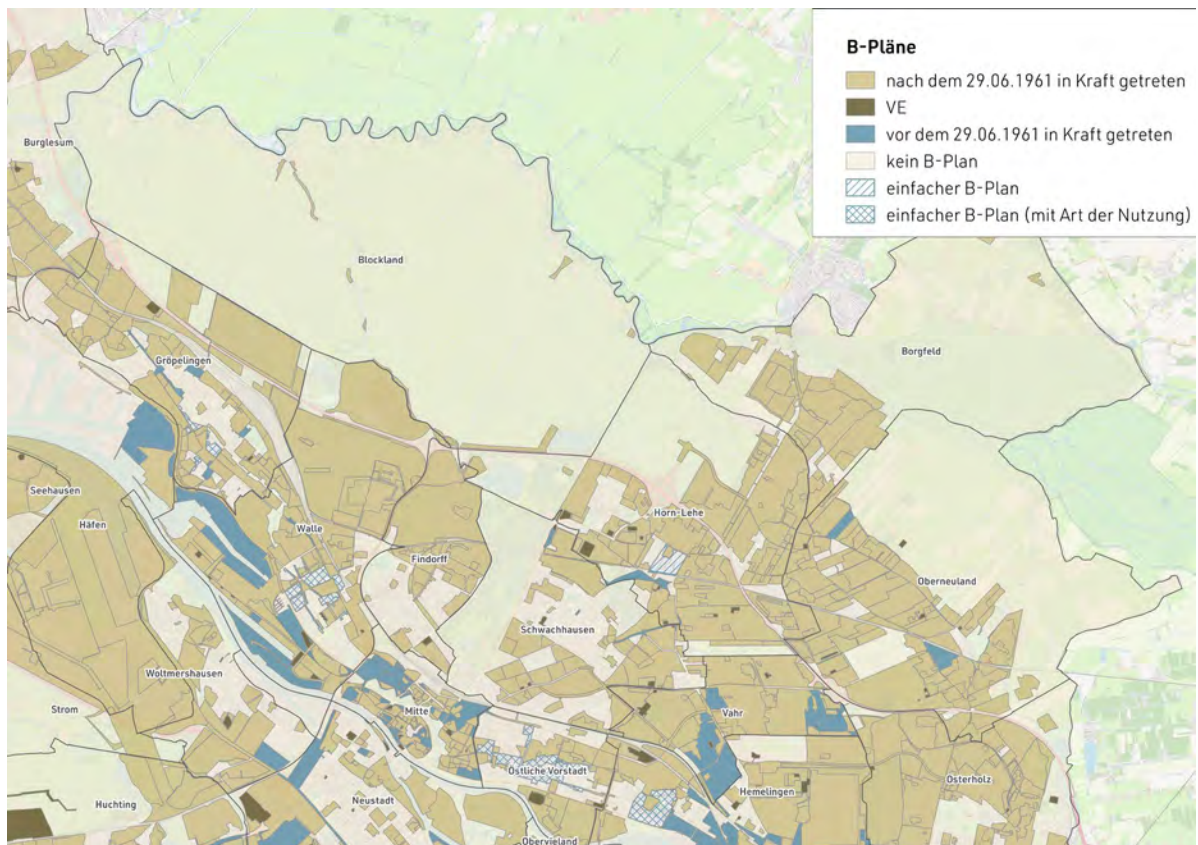 B-Pläne
nach dem 29.06.1961 in Kraft getreten
VE
vor dem 29.06.1961 in Kraft getreten
kein B-Plan
einfacher B-Plan
einfacher B-Plan (mit Art der Nutzung)
Burglesum
Blockland
Borgfeld
Gröpelingen
Seehausen
Häfen
Horn-Lehe
Walle
Findorff
Oberneuland
Schwachhausen
Woltmershausen
Strom
Mitte
Vahr
Östliche Vorstadt
Osterholz
Hemelingen
Neustadt
Huchting
Obervieland